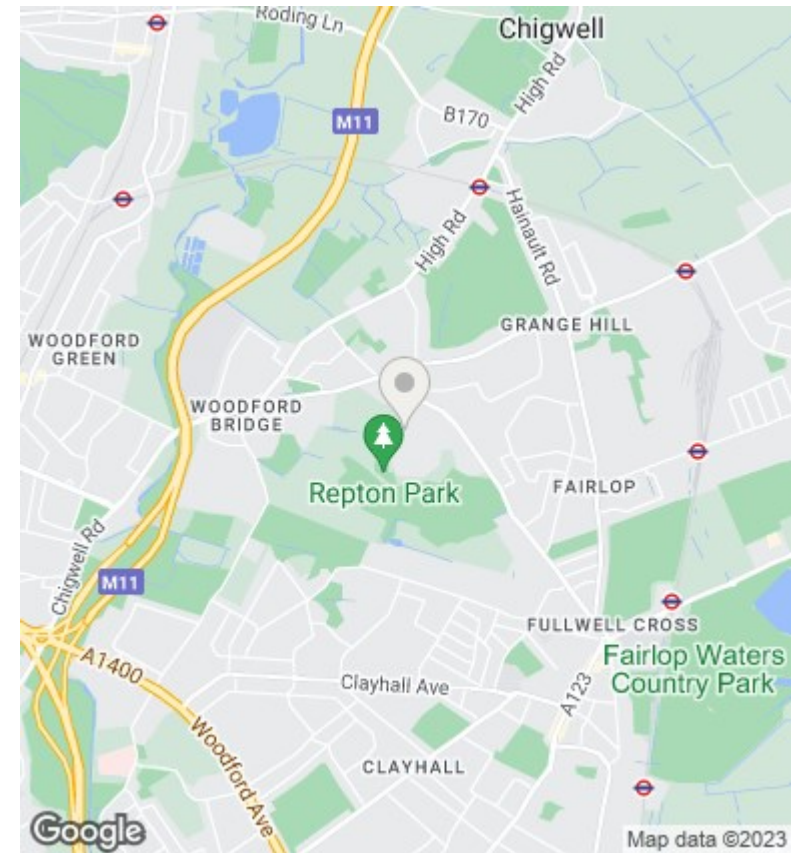 Roding Ln
Chigwell
High Rd
M11
B170
High Rd
Hainault Rd
GRANGE HILL
WOODFORD
GREEN
WOODFORD
BRIDGE
Repton Park
FAIRLOP
Chigwell Rd
M11
FULLWELL CROSS
Fairlop Waters
Country Park
A1400
Clayhall Ave
A123
Woodford Ave
CLAYHALL
Google
Map data ©2023